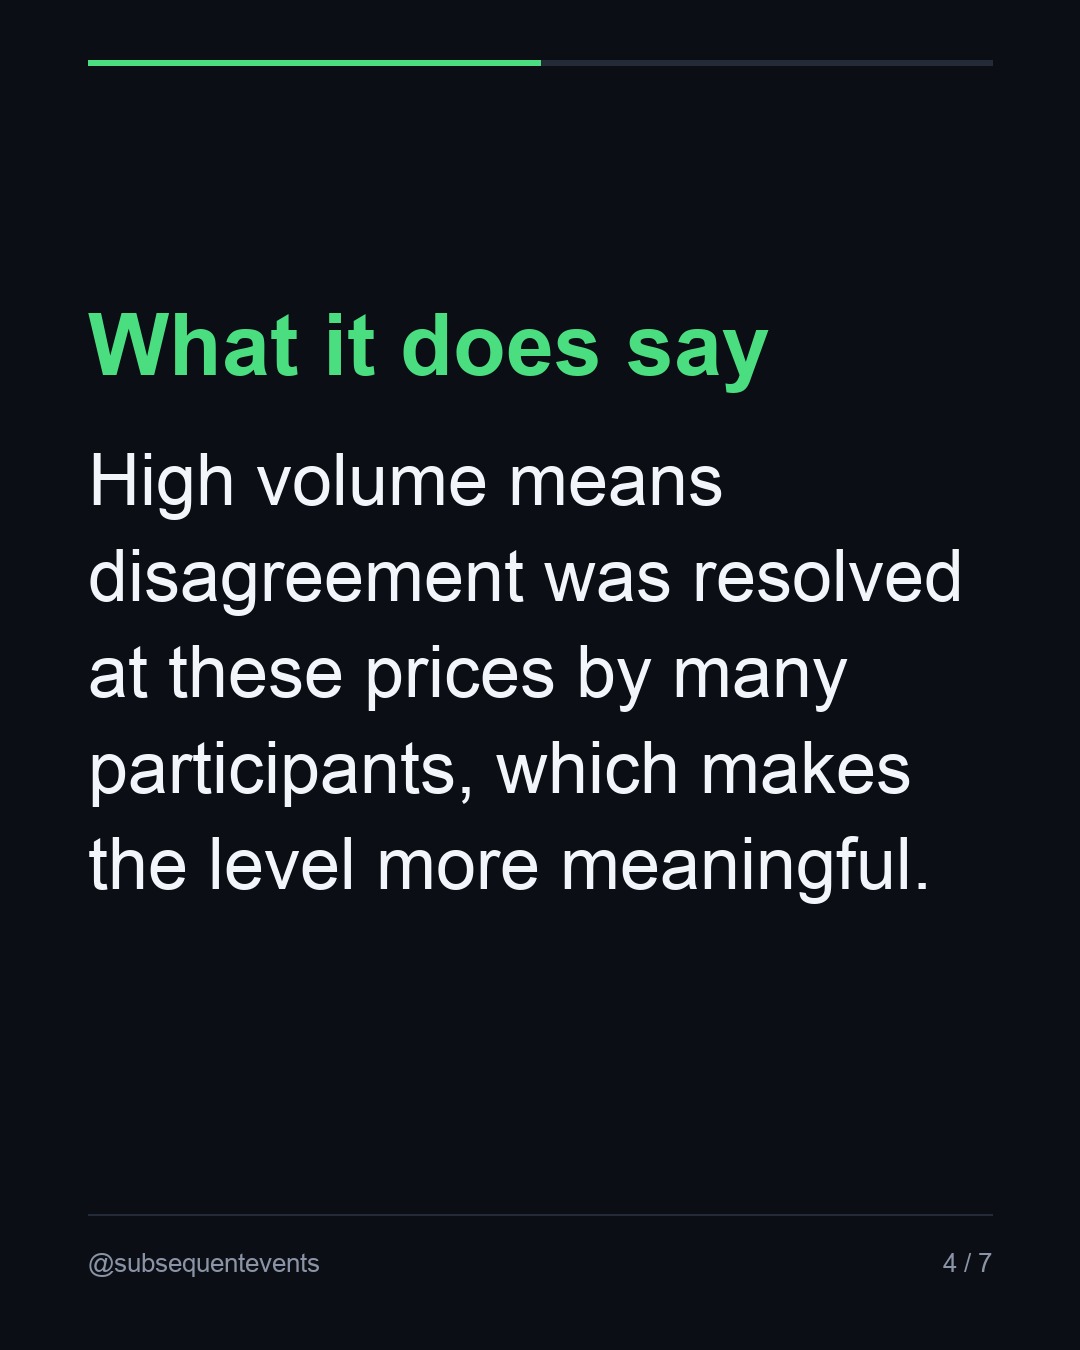 What it does say
High volume means
disagreement was resolved
at these prices by many
participants, which makes
the level more meaningful.
@subsequentevents
4 / 7